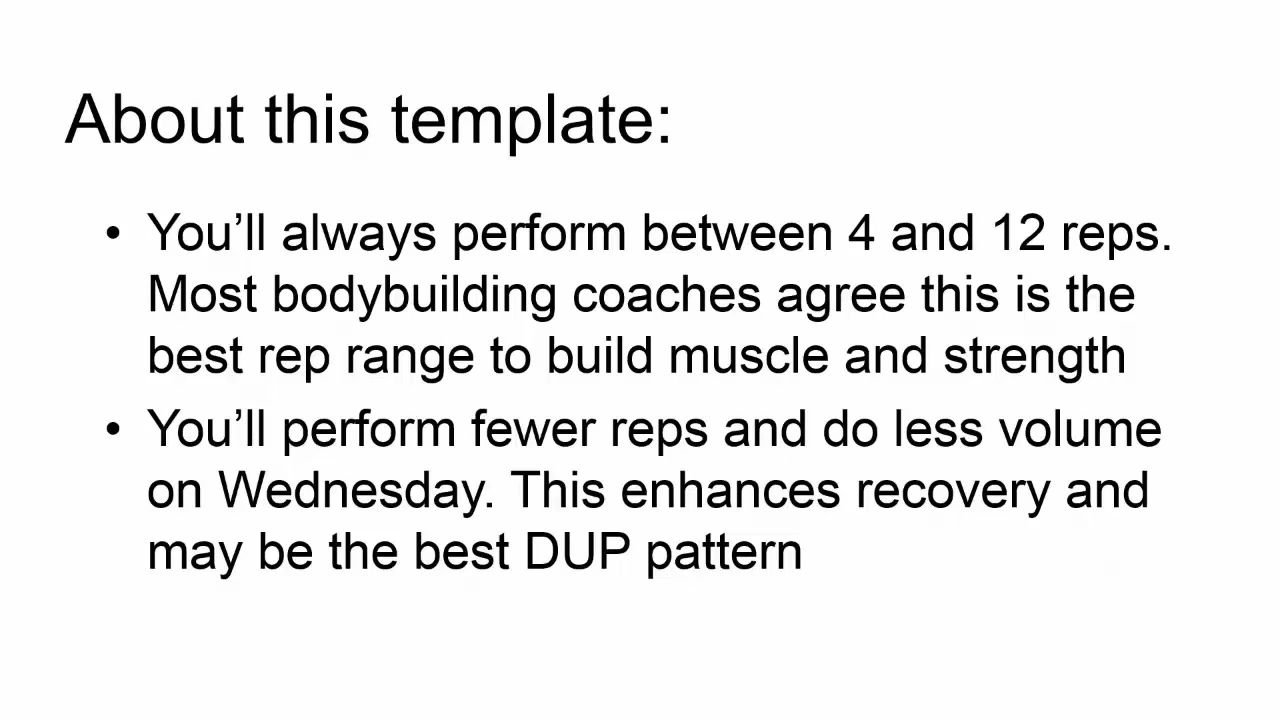 About this template:
• You’ll always perform between 4 and 12 reps.
Most bodybuilding coaches agree this is the
best rep range to build muscle and strength
• You’ll perform fewer reps and do less volume
on Wednesday. This enhances recovery and
may be the best DUP pattern